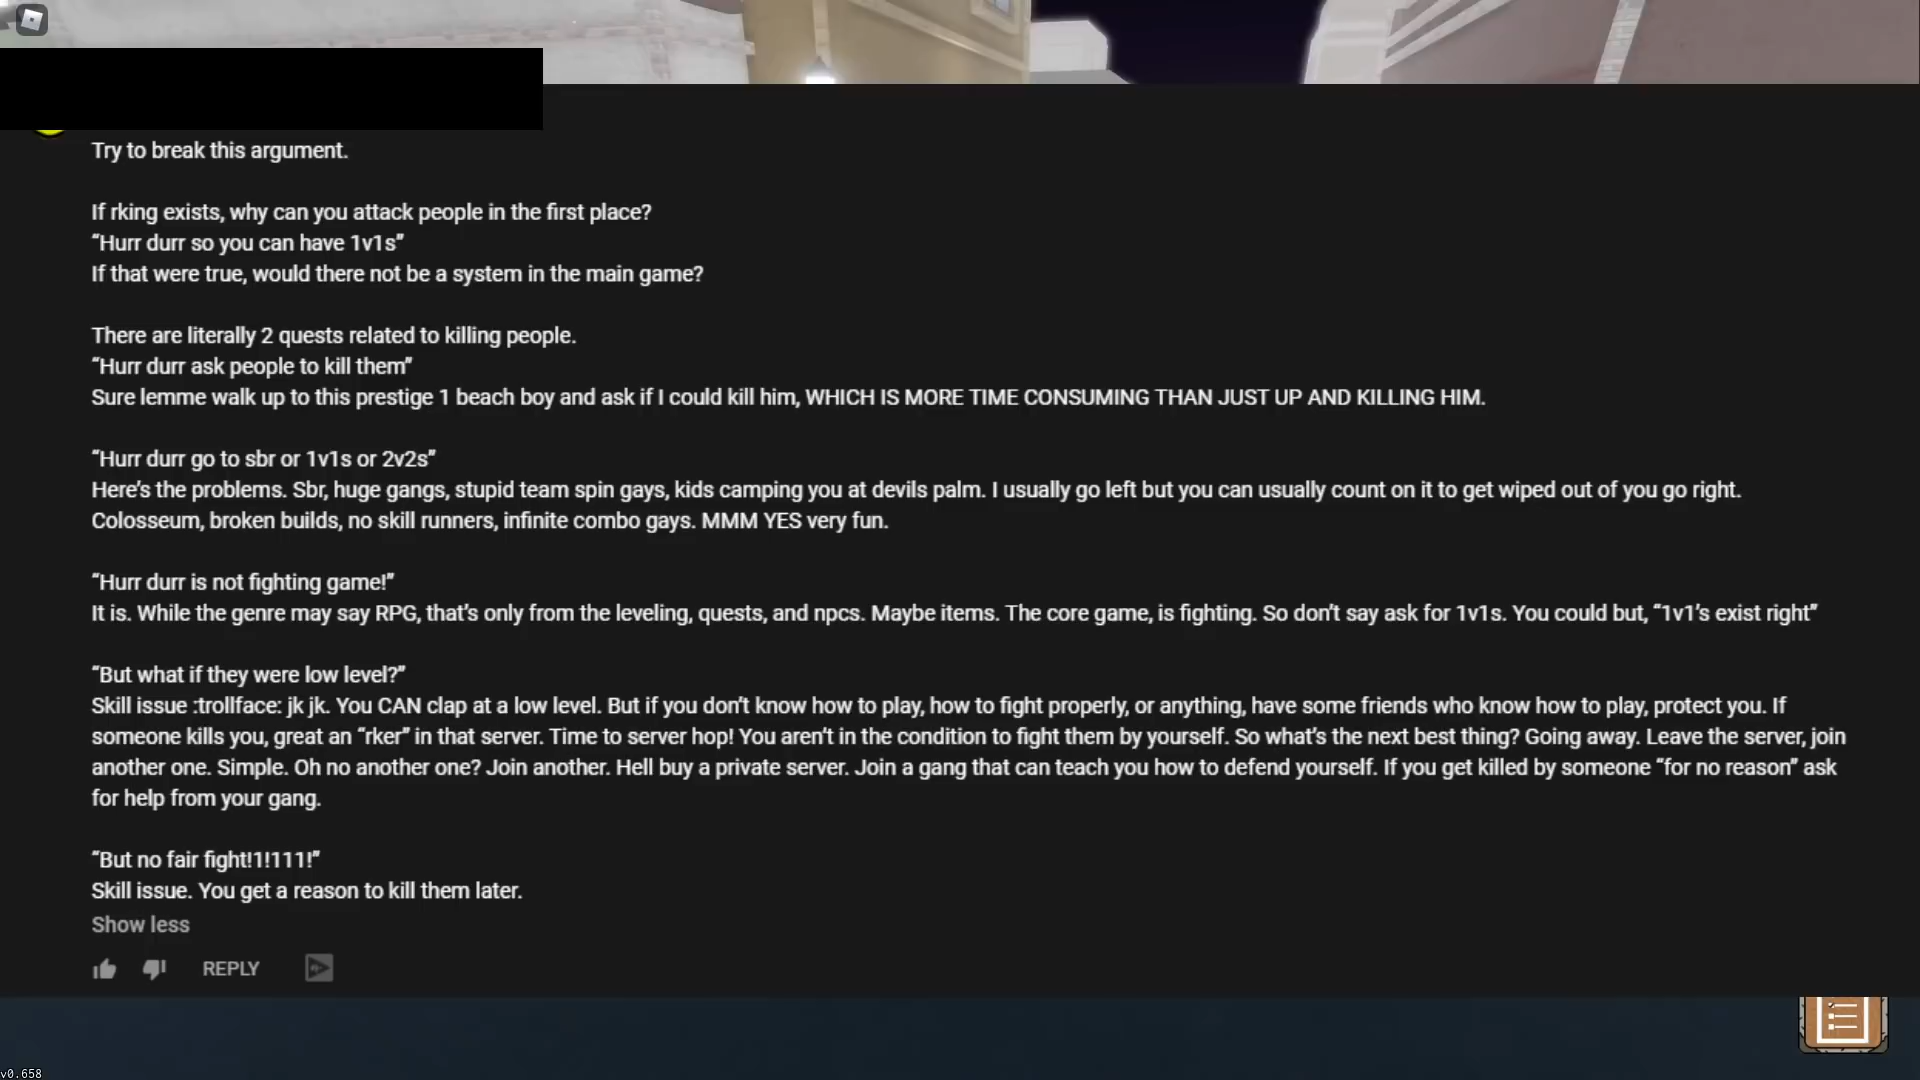 Try to break this argument.
If rking exists, why can you attack people in the first place?
“Hurr durr so you can have 1v1s”
If that were true, would there not be a system in the main game?
There are literally 2 quests related to killing people.
“Hurr durr ask people to kill them”
Sure lemme walk up to this prestige 1 beach boy and ask if I could kill him, WHICH IS MORE TIME CONSUMING THAN JUST UP AND KILLING HIM.
“Hurr durr go to sbr or 1v1s or 2v2s”
Here’s the problems. Sbr, huge gangs, stupid team spin gays, kids camping you at devils palm. I usually go left but you can usually count on it to get wiped out of you go right.
Colosseum, broken builds, no skill runners, infinite combo gays. MMM YES very fun.
“Hurr durr is not fighting game!”
It is. While the genre may say RPG, that’s only from the leveling, quests, and npcs. Maybe items. The core game, is fighting. So don’t say ask for 1v1s. You could but, “1v1’s exist right”
“But what if they were low level?”
Skill issue :trollface: jk jk. You CAN clap at a low level. But if you don’t know how to play, how to fight properly, or anything, have some friends who know how to play, protect you. If
someone kills you, great an “rker” in that server. Time to server hop! You aren’t in the condition to fight them by yourself. So what’s the next best thing? Going away. Leave the server, join
another one. Simple. Oh no another one? Join another. Hell buy a private server. Join a gang that can teach you how to defend yourself. If you get killed by someone “for no reason” ask
for help from your gang.
“But no fair fight!1!111!”
Skill issue. You get a reason to kill them later.
Show less
REPLY
v0.658